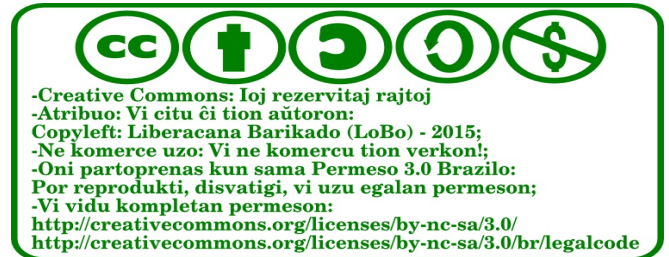 cc $
-Creative Commons: Ioj rezervitaj rajtoj
-Atribuo: Vi citu ĉi tion aŭtoron:
Copyleft: Liberacana Barikado (LoBo) - 2015;
-Ne komerce uzo: Vi ne komercu tion verkon!;
-Oni partoprenas kun sama Permeso 3.0 Brazilo:
Por reprodukti, disvatigi, vi uzu egalan permeson;
-Vi vidu kompletan permeson:
http://creativecommons.org/licenses/by-nc-sa/3.0/
http://creativecommons.org/licenses/by-nc-sa/3.0/br/legalcode